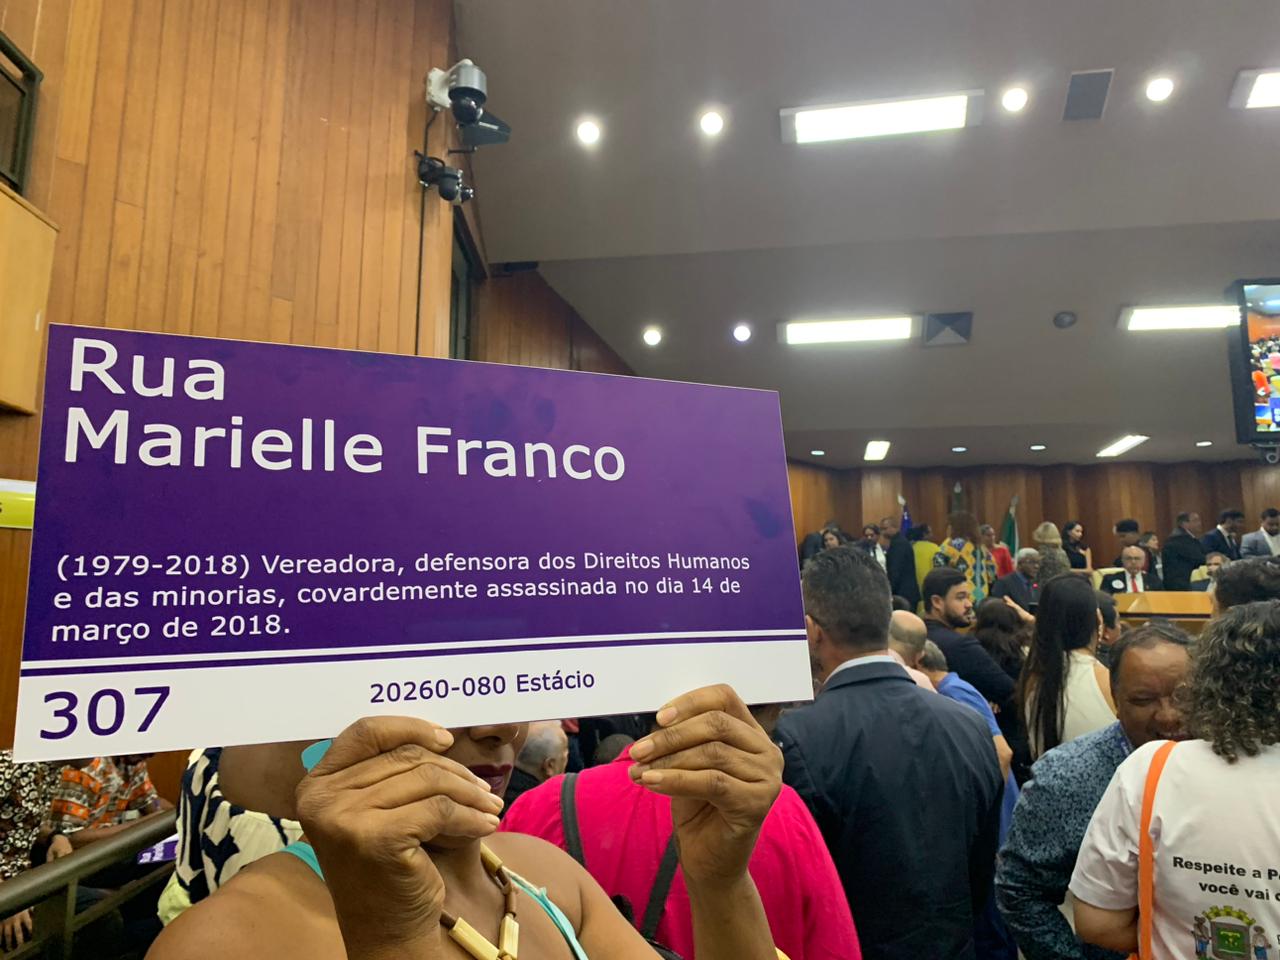 Rua
Marielle Franco
(1979-2018) Vereadora, defensora dos Direitos Humanos
e das minorias, covardemente assassinada no dia 14 de
março de 2018.
307
20260-080 Estácio
Respeite a
você vai